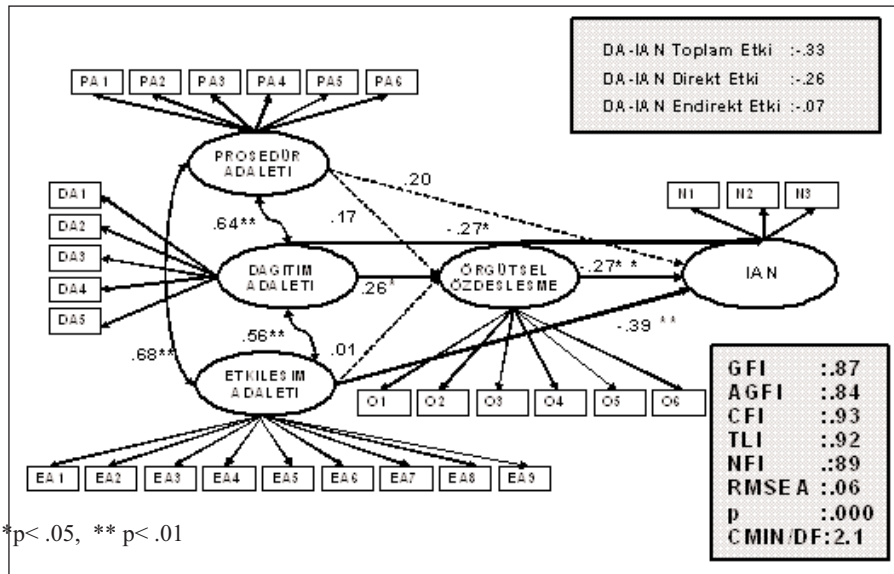 DA-IAN Toplam Etki :-.33
DA-IAN Direkt Etki :-.26
DA-IAN Endirekt Etki :-.07
PA1 PA2 PA3 PA4 PA5 PA6
PROSEDÜR
ADALETI
.20
N1 N2 N3
DA1
DA2
DA3
DA4
DA5
.64**
.17
-.27*
DAGITIM
ADALETI
.26*
ÖRGÜTSEL
ÖZDESLESME
-.27* *
IAN
.68**
.56**
.01
-.39 **
ETKILESIM
ADALETI
O1 O2 O3 O4 O5 O6
EA1 EA2 EA3 EA4 EA5 EA6 EA7 EA8 EA9
GFI :.87
AGFI :.84
CFI :.93
TLI :.92
NFI .:89
RMSEA :.06
p :.000
CMIN/DF:2.1
*p< .05, ** p< .01